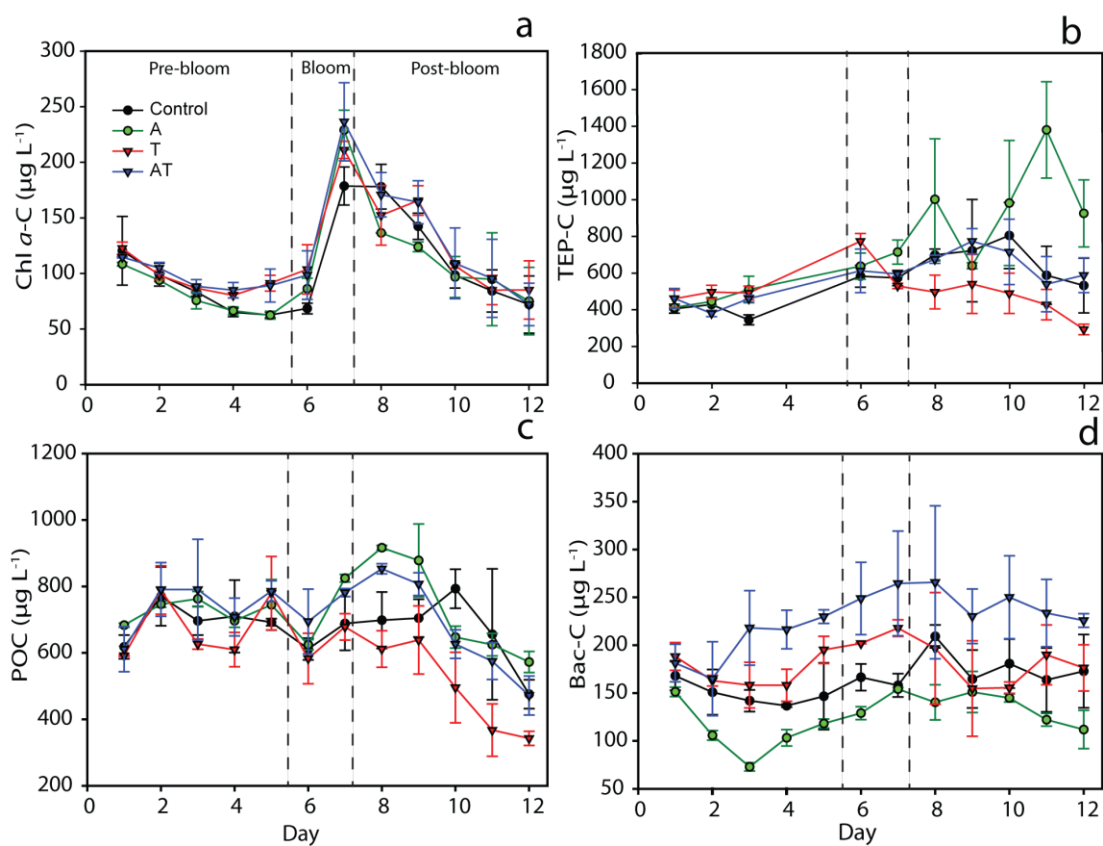 a
Chl a-C (µg L⁻¹)
300
250
200
150
100
50
0
Pre-bloom
Bloom
Post-bloom
Control
A
T
AT
0 2 4 6 8 10 12
b
TEP-C (µg L⁻¹)
1800
1600
1400
1200
1000
800
600
400
200
0
0 2 4 6 8 10 12
c
POC (µg L⁻¹)
1200
1000
800
600
400
200
0 2 4 6 8 10 12
Day
d
Bac-C (µg L⁻¹)
400
350
300
250
200
150
100
50
0 2 4 6 8 10 12
Day